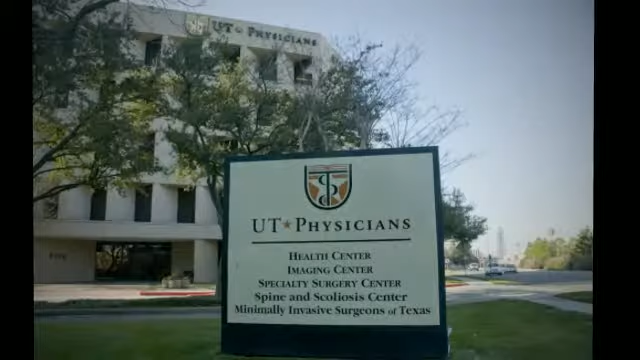 UT★PHYSICIANS
UT★PHYSICIANS
HEALTH CENTER
IMAGING CENTER
SPECIALTY SURGERY CENTER
Spine and Scoliosis Center
Minimally Invasive Surgeons of Texas